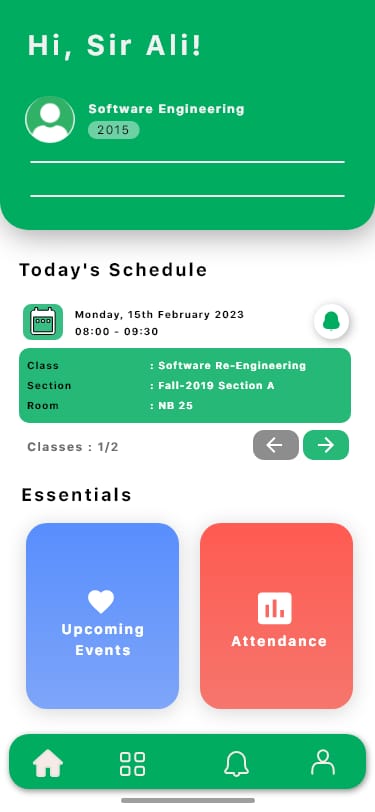 Hi, Sir Ali!
Software Engineering
2015
Today's Schedule
Monday, 15th February 2023
08:00 - 09:30
Class : Software Re-Engineering
Section : Fall-2019 Section A
Room : NB 25
Classes : 1/2
Essentials
Upcoming
Events
Attendance